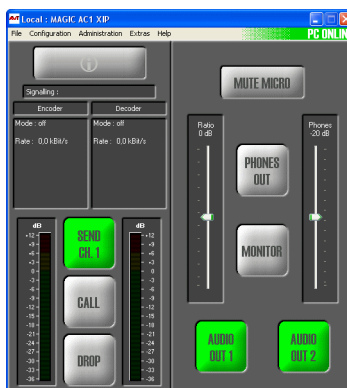 Local : MAGIC AC1 XIP
File Configuration Administration Extras Help
PC ONLIN
Signalling :
Encoder Decoder
Mode : off Mode : off
Rate : 0,0 kBit/s Rate : 0,0 kBit/s
MUTE MICRO
Ratio
0 dB
Phones
-20 dB
PHONES
OUT
MONITOR
dB dB
+12 +12
+9 +9
+6 +6
+3 +3
0 0
-3 -3
-6 -6
-9 -9
-12 -12
-15 -15
-18 -18
-21 -21
-24 -24
-27 -27
-30 -30
-33 -33
-36 -36
SEND
CH. 1
CALL
DROP
AUDIO
OUT 1
AUDIO
OUT 2